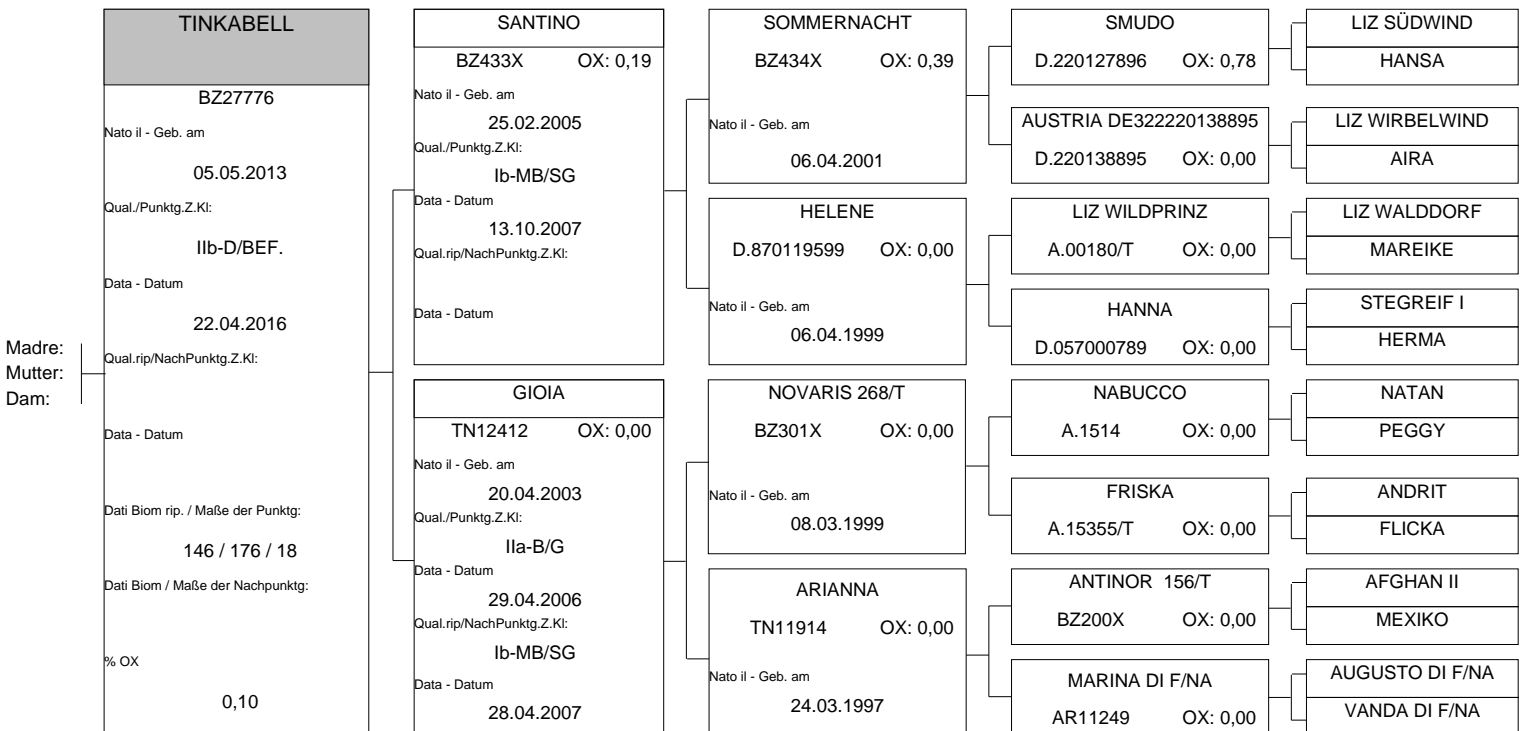 Madre:
Mutter:
Dam:
TINKABELL
BZ27776
Nato il - Geb. am
05.05.2013
Qual./Punktg.Z.Kl:
IIb-D/BEF.
Data - Datum
22.04.2016
Qual.rip/NachPunktg.Z.Kl:
Data - Datum
Dati Biom rip. / Maße der Punktg:
146 / 176 / 18
Dati Biom / Maße der Nachpunktg:
% OX
0,10
SANTINO
BZ433X OX: 0,19
Nato il - Geb. am
25.02.2005
Qual./Punktg.Z.Kl:
Ib-MB/SG
Data - Datum
13.10.2007
Qual.rip/NachPunktg.Z.Kl:
Data - Datum
GIOIA
TN12412 OX: 0,00
Nato il - Geb. am
20.04.2003
Qual./Punktg.Z.Kl:
IIa-B/G
Data - Datum
29.04.2006
Qual.rip/NachPunktg.Z.Kl:
Ib-MB/SG
Data - Datum
28.04.2007
SOMMERNACHT
BZ434X OX: 0,39
Nato il - Geb. am
06.04.2001
HELENE
D.870119599 OX: 0,00
Nato il - Geb. am
06.04.1999
NOVARIS 268/T
BZ301X OX: 0,00
Nato il - Geb. am
08.03.1999
ARIANNA
TN11914 OX: 0,00
Nato il - Geb. am
24.03.1997
SMUDO
D.220127896 OX: 0,78
AUSTRIA DE322220138895
D.220138895 OX: 0,00
LIZ WILDPRINZ
A.00180/T OX: 0,00
HANNA
D.057000789 OX: 0,00
NABUCCO
A.1514 OX: 0,00
FRISKA
A.15355/T OX: 0,00
ANTINOR 156/T
BZ200X OX: 0,00
MARINA DI F/NA
AR11249 OX: 0,00
LIZ SÜDWIND
HANSA
LIZ WIRBELWIND
AIRA
LIZ WALDDORF
MAREIKE
STEGREIF I
HERMA
NATAN
PEGGY
ANDRIT
FLICKA
AFGHAN II
MEXIKO
AUGUSTO DI F/NA
VANDA DI F/NA